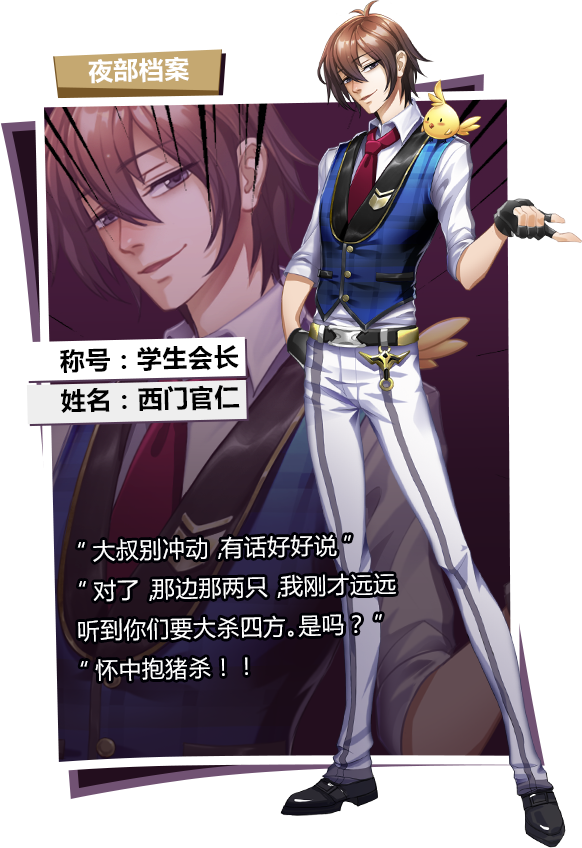 夜部档案
称号：学生会长
姓名：西门官仁
“大叔别冲动，有话好好说”
“对了，那边那两只，我刚才远远
听到你们要大杀四方。是吗？”
“怀中抱猪杀！！